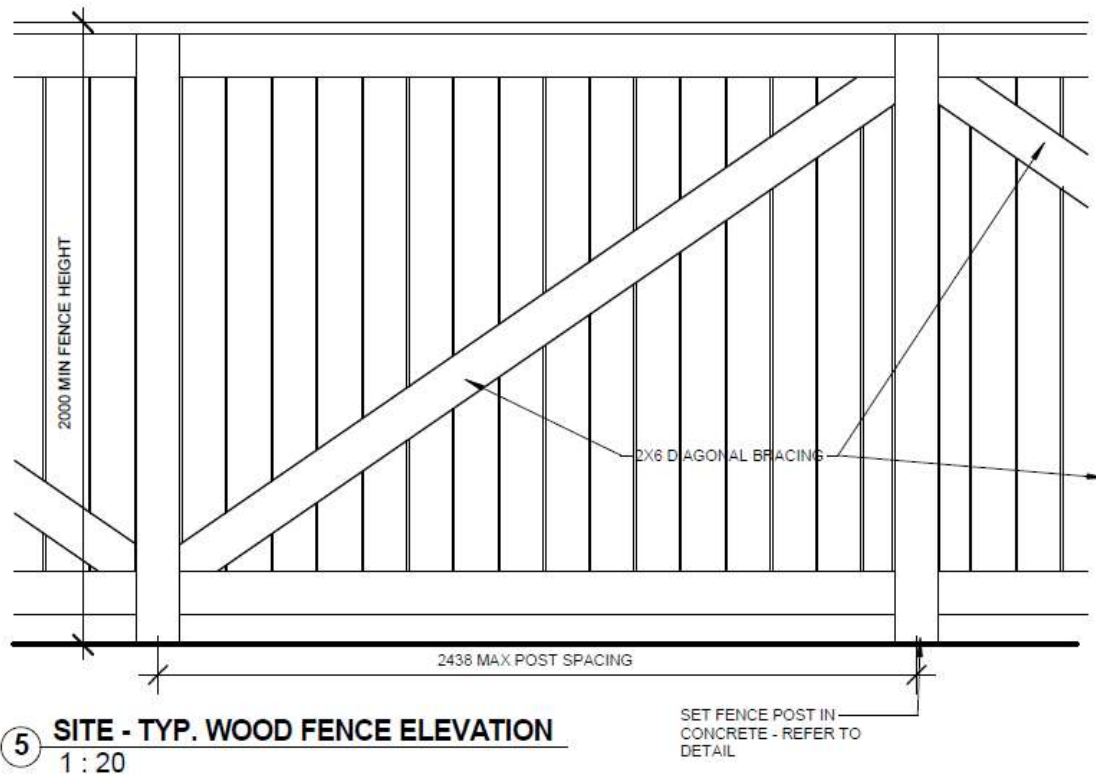 2000 MIN FENCE HEIGHT
2X6 DIAGONAL BRACING
2438 MAX POST SPACING
SET FENCE POST IN
CONCRETE - REFER TO
DETAIL
5
SITE - TYP. WOOD FENCE ELEVATION
1 : 20